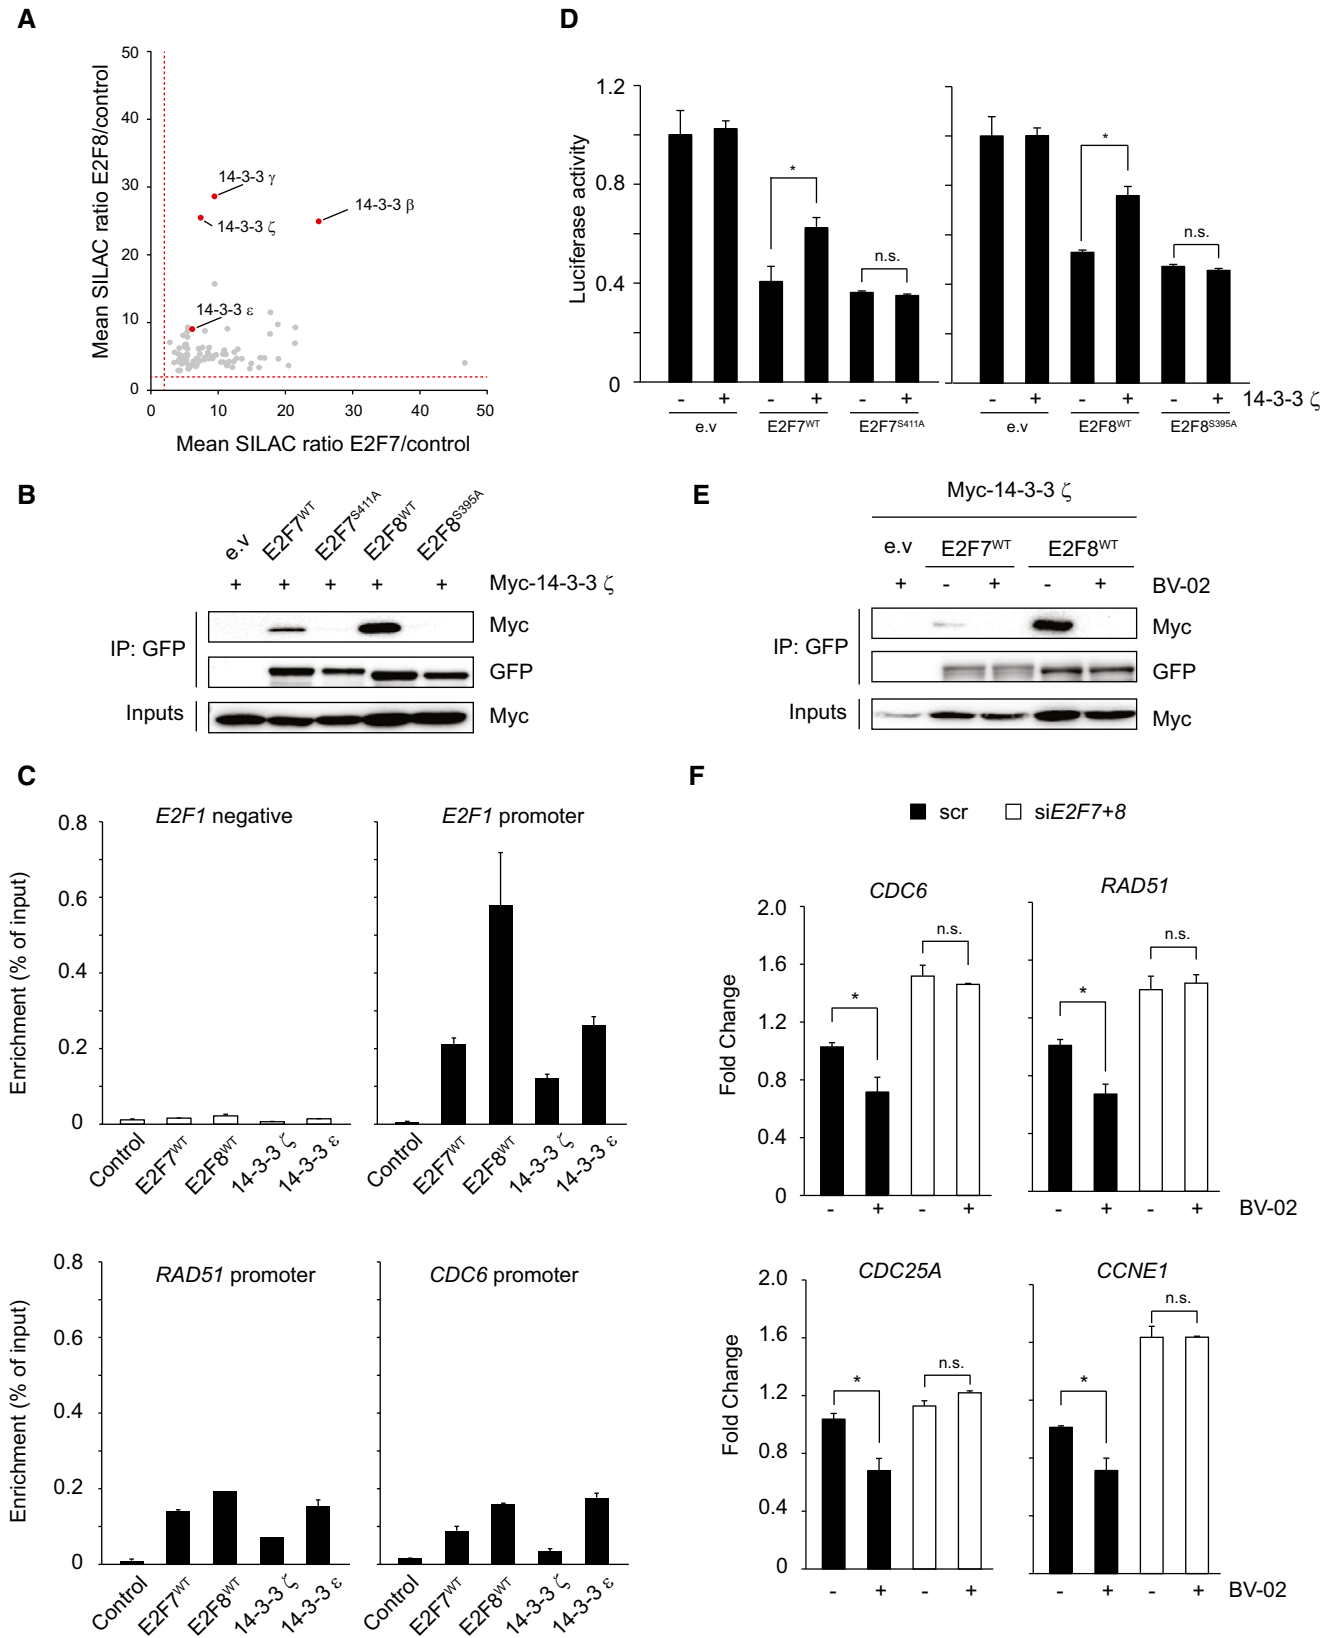 A
50
40
30
20
10
0
0
10
20
30
40
50
Mean SILAC ratio E2F8/control
Mean SILAC ratio E2F7/control
14-3-3 γ
14-3-3 ζ
14-3-3 β
14-3-3 ε
D
1.2
0.8
0.4
0
Luciferase activity
*
n.s.
*
n.s.
- + - + - + - + - + - + 14-3-3 ζ
e.v E2F7WT E2F7S411A e.v E2F8WT E2F8S395A
B
e.v E2F7WT E2F7S411A E2F8WT E2F8S395A
+ + + + + Myc-14-3-3 ζ
IP: GFP
Myc
GFP
Inputs
Myc
E
Myc-14-3-3 ζ
e.v E2F7WT E2F8WT
+ - + - + BV-02
IP: GFP
Myc
GFP
Inputs
Myc
C
E2F1 negative
E2F1 promoter
0.8
0.6
0.4
0.2
0
Enrichment (% of input)
Control E2F7WT E2F8WT 14-3-3 ζ 14-3-3 ε
Control E2F7WT E2F8WT 14-3-3 ζ 14-3-3 ε
RAD51 promoter
CDC6 promoter
0.8
0.6
0.4
0.2
0
Enrichment (% of input)
Control E2F7WT E2F8WT 14-3-3 ζ 14-3-3 ε
Control E2F7WT E2F8WT 14-3-3 ζ 14-3-3 ε
F
scr siE2F7+8
CDC6
RAD51
2.0
1.6
1.2
0.8
0.4
0
Fold Change
*
n.s.
*
n.s.
- + - + - + - + BV-02
CDC25A
CCNE1
2.0
1.6
1.2
0.8
0.4
0
Fold Change
*
n.s.
*
n.s.
- + - + - + - + BV-02